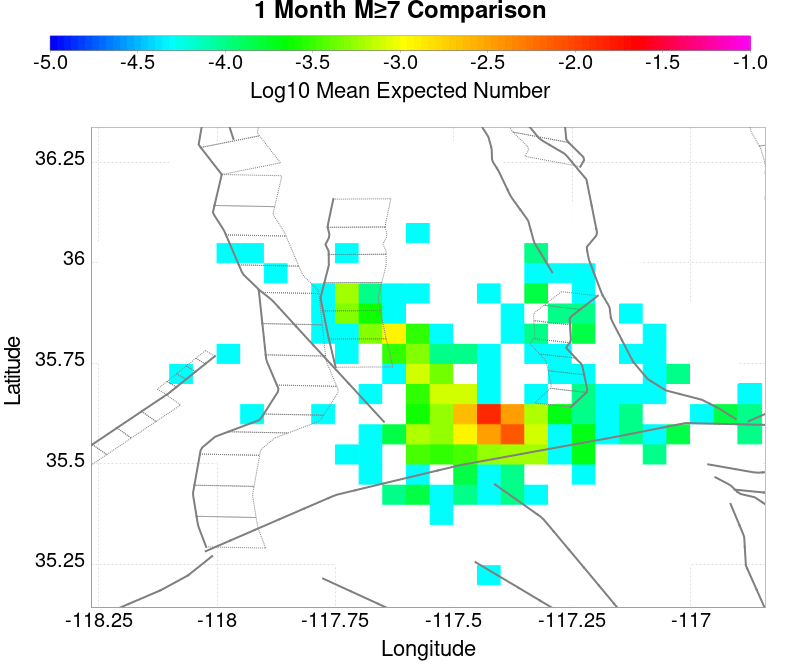 1 Month M≥7 Comparison
-5.0 -4.5 -4.0 -3.5 -3.0 -2.5 -2.0 -1.5 -1.0
Log10 Mean Expected Number
36.25
36
35.75
35.5
35.25
Latitude
-118.25 -118 -117.75 -117.5 -117.25 -117
Longitude